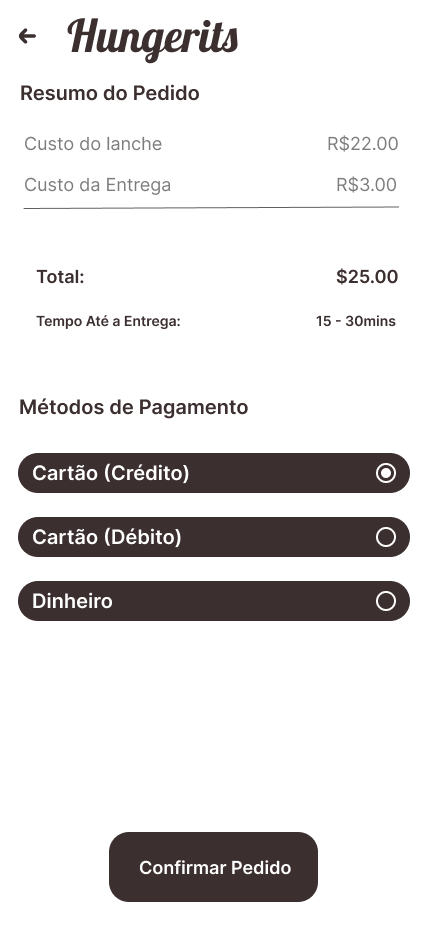 Hungerits
Resumo do Pedido
Custo do lanche R$22.00
Custo da Entrega R$3.00
Total: $25.00
Tempo Até a Entrega: 15 - 30mins
Métodos de Pagamento
Cartão (Crédito)
Cartão (Débito)
Dinheiro
Confirmar Pedido